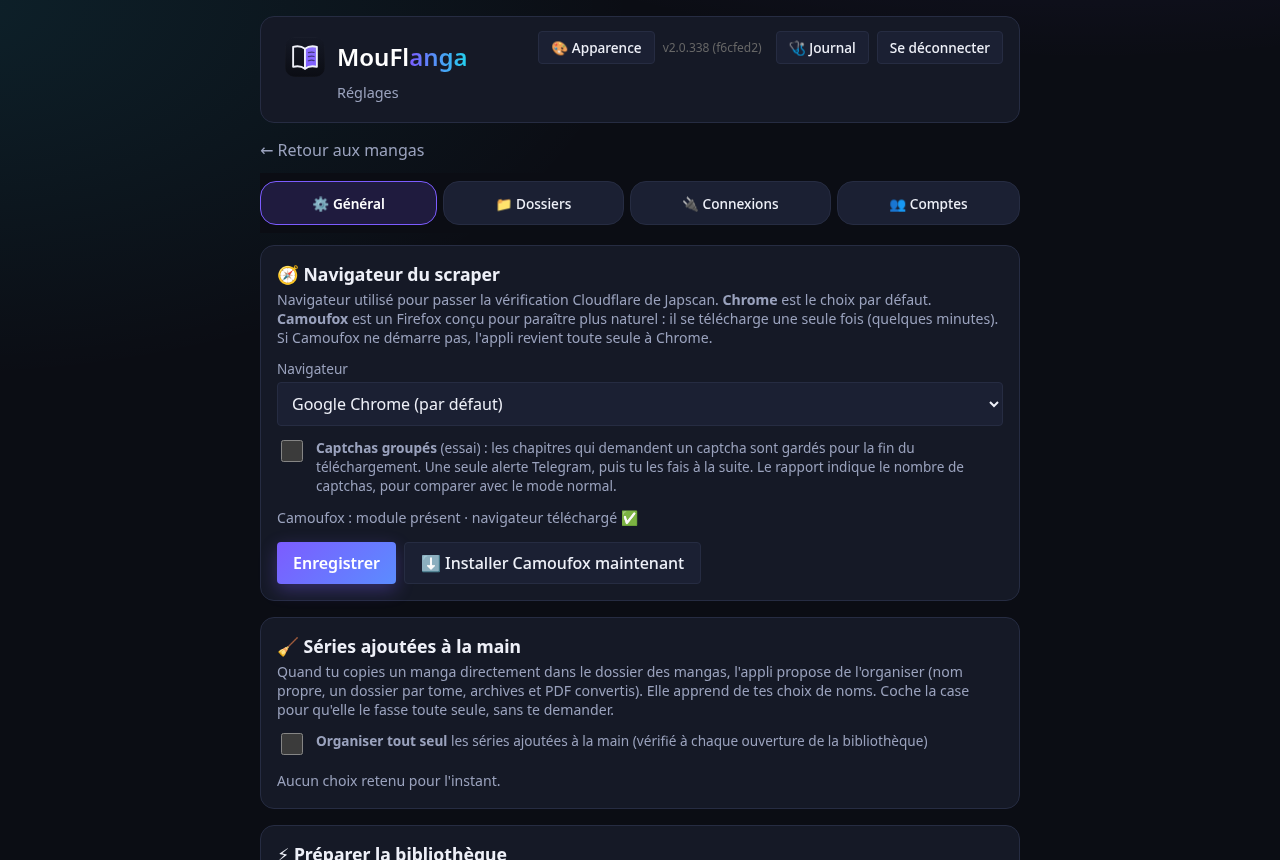 MouFlanga
Réglages
🎨 Apparence
v2.0.338 (f6cfed2)
🩺 Journal
Se déconnecter
← Retour aux mangas
⚙️ Général
📁 Dossiers
🔌 Connexions
👥 Comptes
🧭 Navigateur du scraper
Navigateur utilisé pour passer la vérification Cloudflare de Japscan. Chrome est le choix par défaut.
Camoufox est un Firefox conçu pour paraître plus naturel : il se télécharge une seule fois (quelques minutes).
Si Camoufox ne démarre pas, l'appli revient toute seule à Chrome.
Navigateur
Google Chrome (par défaut)
Captchas groupés (essai) : les chapitres qui demandent un captcha sont gardés pour la fin du
téléchargement. Une seule alerte Telegram, puis tu les fais à la suite. Le rapport indique le nombre de
captchas, pour comparer avec le mode normal.
Camoufox : module présent · navigateur téléchargé ✅
Enregistrer
⬇️ Installer Camoufox maintenant
🧹 Séries ajoutées à la main
Quand tu copies un manga directement dans le dossier des mangas, l'appli propose de l'organiser (nom
propre, un dossier par tome, archives et PDF convertis). Elle apprend de tes choix de noms. Coche la case
pour qu'elle le fasse toute seule, sans te demander.
Organiser tout seul les séries ajoutées à la main (vérifié à chaque ouverture de la bibliothèque)
Aucun choix retenu pour l'instant.
⚡ Préparer la bibliothèque